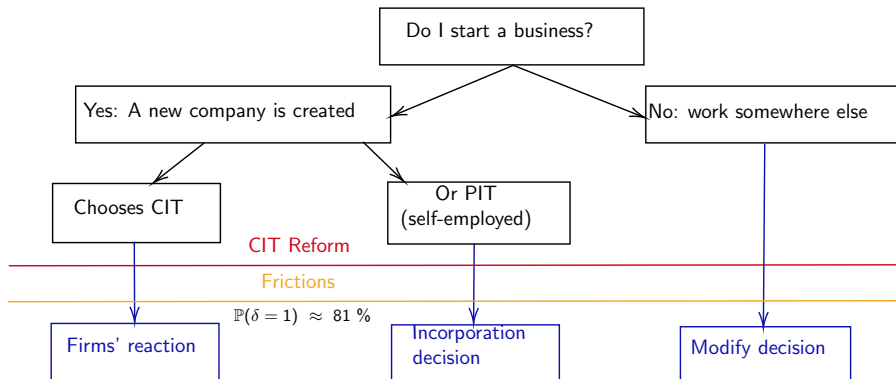 Do I start a business?
Yes: A new company is created
No: work somewhere else
Chooses CIT
Or PIT
(self-employed)
CIT Reform
Frictions
ℙ(δ = 1) ≈ 81 %
Firms' reaction
Incorporation
decision
Modify decision